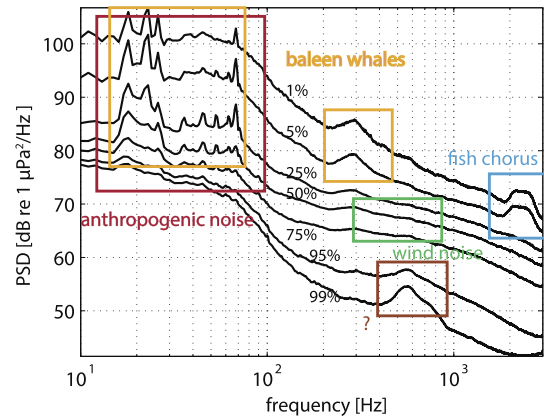 100
90
80
70
60
50
PSD [dB re 1 µPa²/Hz]
baleen whales
1%
5%
fish chorus
25%
50%
anthropogenic noise
75%
wind noise
95%
99%
?
10¹
10²
10³
frequency [Hz]